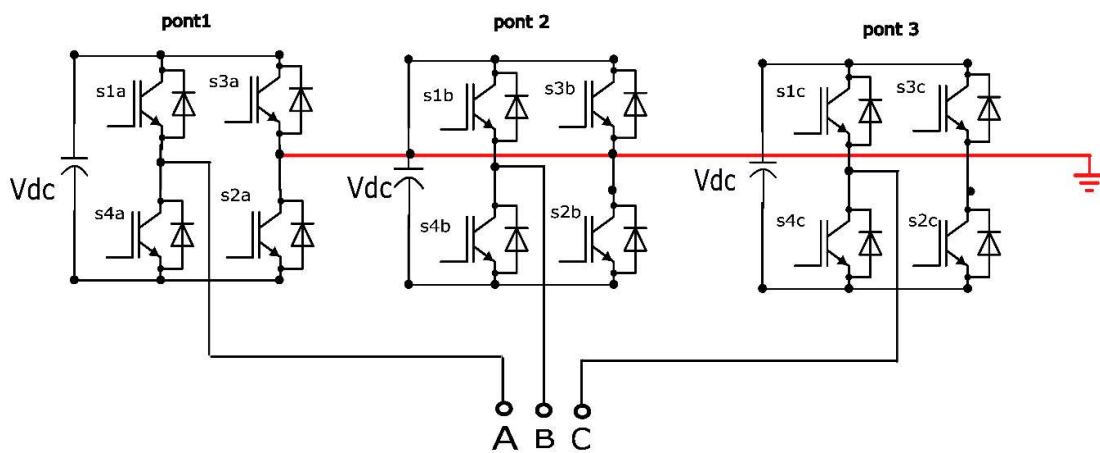 pont1
pont 2
pont 3
s1a
s3a
Vdc
s4a
s2a
s1b
s3b
Vdc
s4b
s2b
s1c
s3c
Vdc
s4c
s2c
A B C